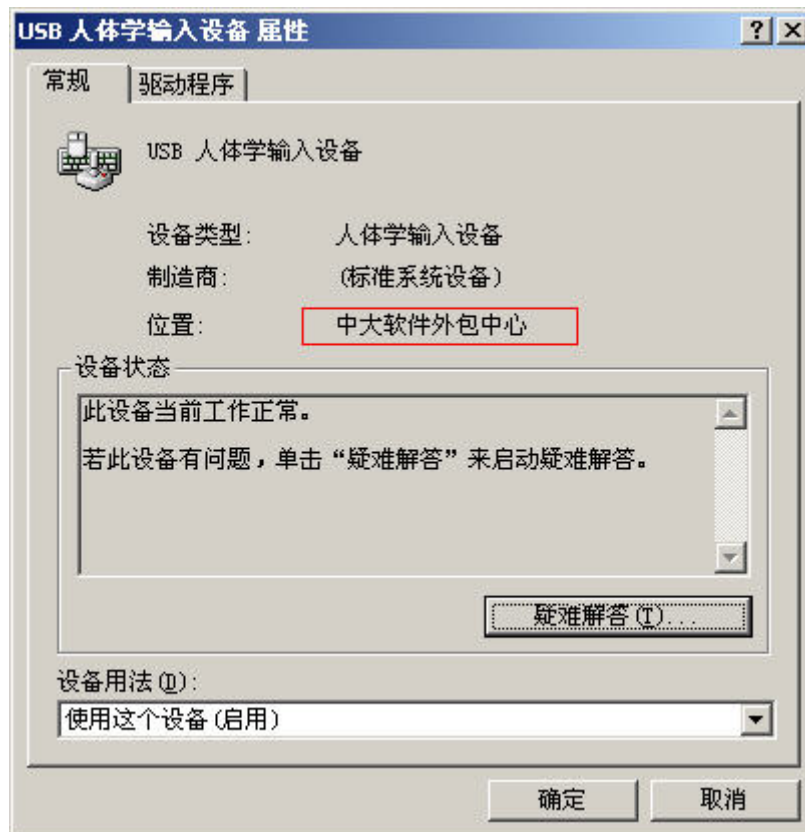 USB 人体学输入设备 属性
常规
驱动程序
USB 人体学输入设备
设备类型: 人体学输入设备
制造商: (标准系统设备)
位置: 中大软件外包中心
设备状态
此设备当前工作正常。
若此设备有问题，单击“疑难解答”来启动疑难解答。
疑难解答(T)...
设备用法(D):
使用这个设备(启用)
确定
取消